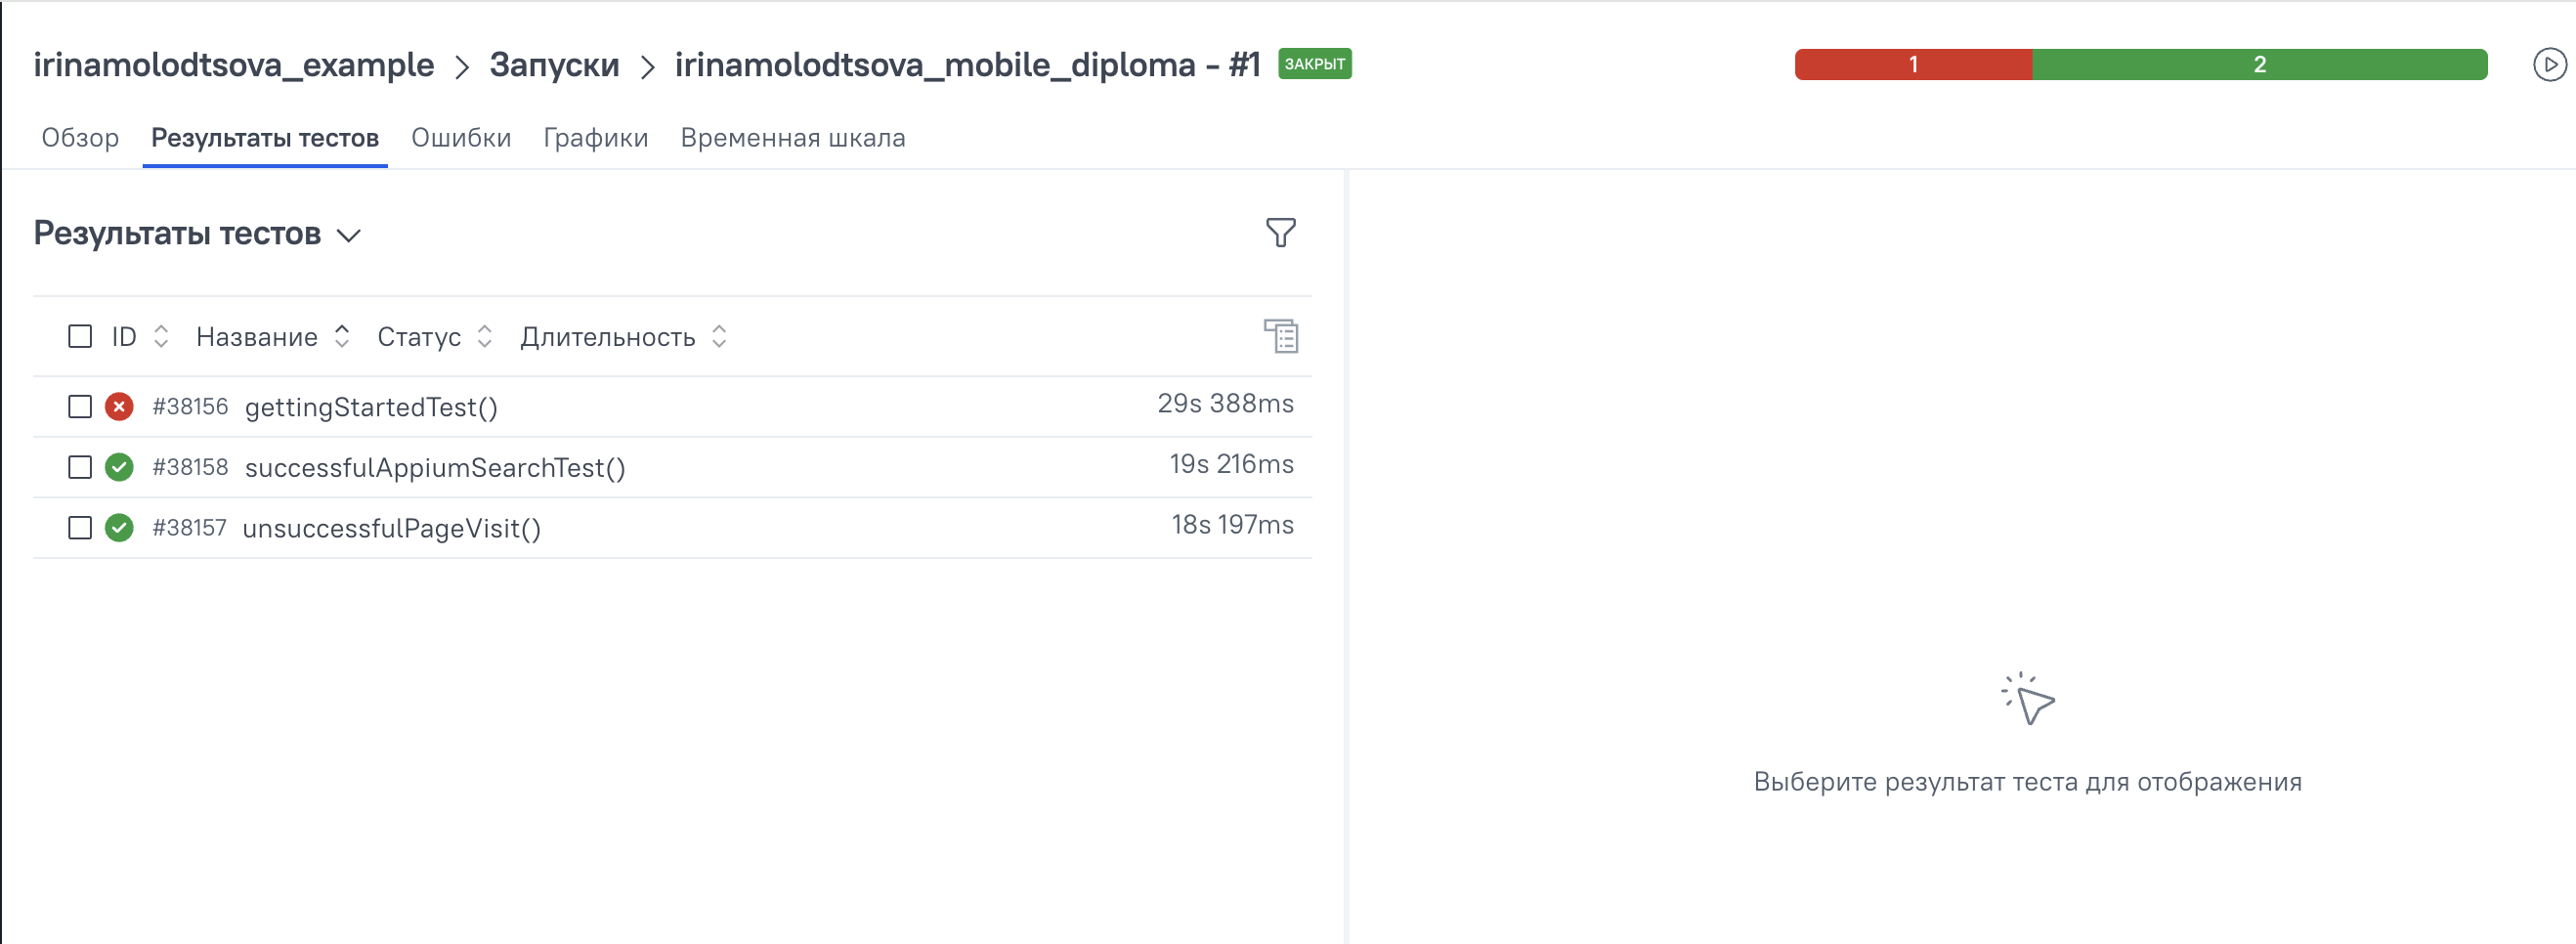 irinamolodtsova_example > Запуски > irinamolodtsova_mobile_diploma - #1 ЗАКРЫТ 1 2
Обзор Результаты тестов Ошибки Графики Временная шкала
Результаты тестов
ID Название Статус Длительность
#38156 gettingStartedTest() 29s 388ms
#38158 successfulAppiumSearchTest() 19s 216ms
#38157 unsuccessfulPageVisit() 18s 197ms
Выберите результат теста для отображения